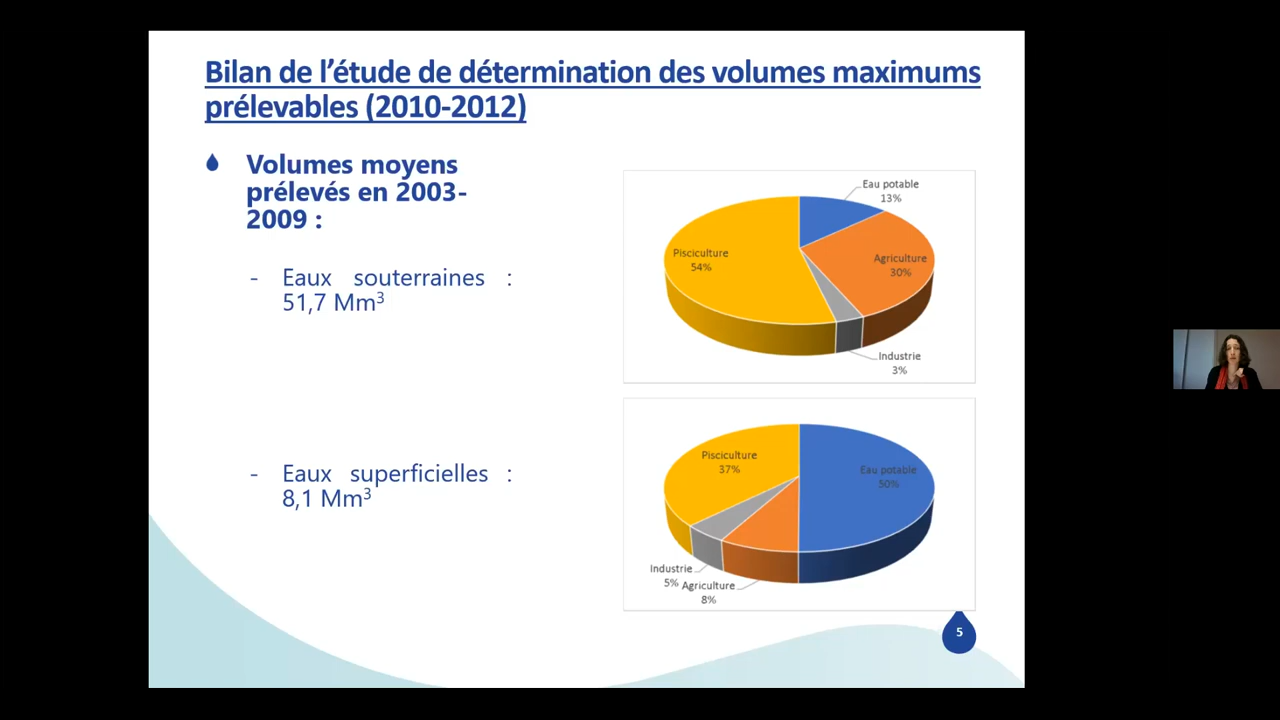 Bilan de l’étude de détermination des volumes maximums
prélevables (2010-2012)
Volumes moyens
prélevés en 2003-
2009 :
- Eaux souterraines :
51,7 Mm³
Eau potable
13%
Pisciculture
54%
Agriculture
30%
Industrie
3%
- Eaux superficielles :
8,1 Mm³
Pisciculture
37%
Eau potable
50%
Industrie
5%
Agriculture
8%
5